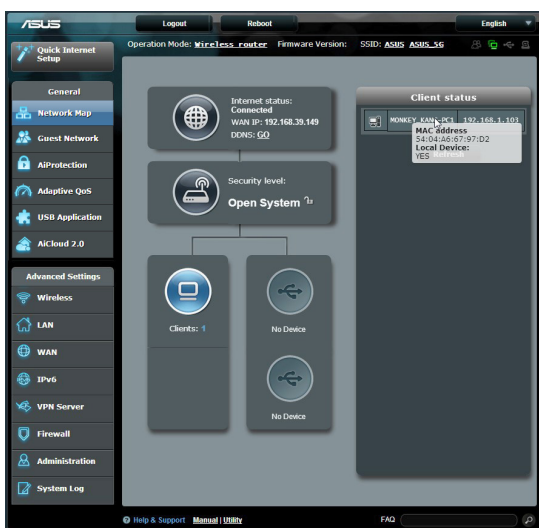 ASUS
Logout
Reboot
English
Quick Internet
Setup
Operation Mode: Wireless router Firmware Version: SSID: ASUS ASUS_5G
General
Network Map
Guest Network
AiProtection
Adaptive QoS
USB Application
AiCloud 2.0
Advanced Settings
Wireless
LAN
WAN
IPv6
VPN Server
Firewall
Administration
System Log
Internet status:
Connected
WAN IP: 192.168.39.149
DDNS: GO
Security level:
Open System
Clients: 1
No Device
No Device
Client status
192.168.1.103
MAC address
54:04:A6:67:97:D2
Local Device:
YES
Help & Support Manual | Utility
FAQ